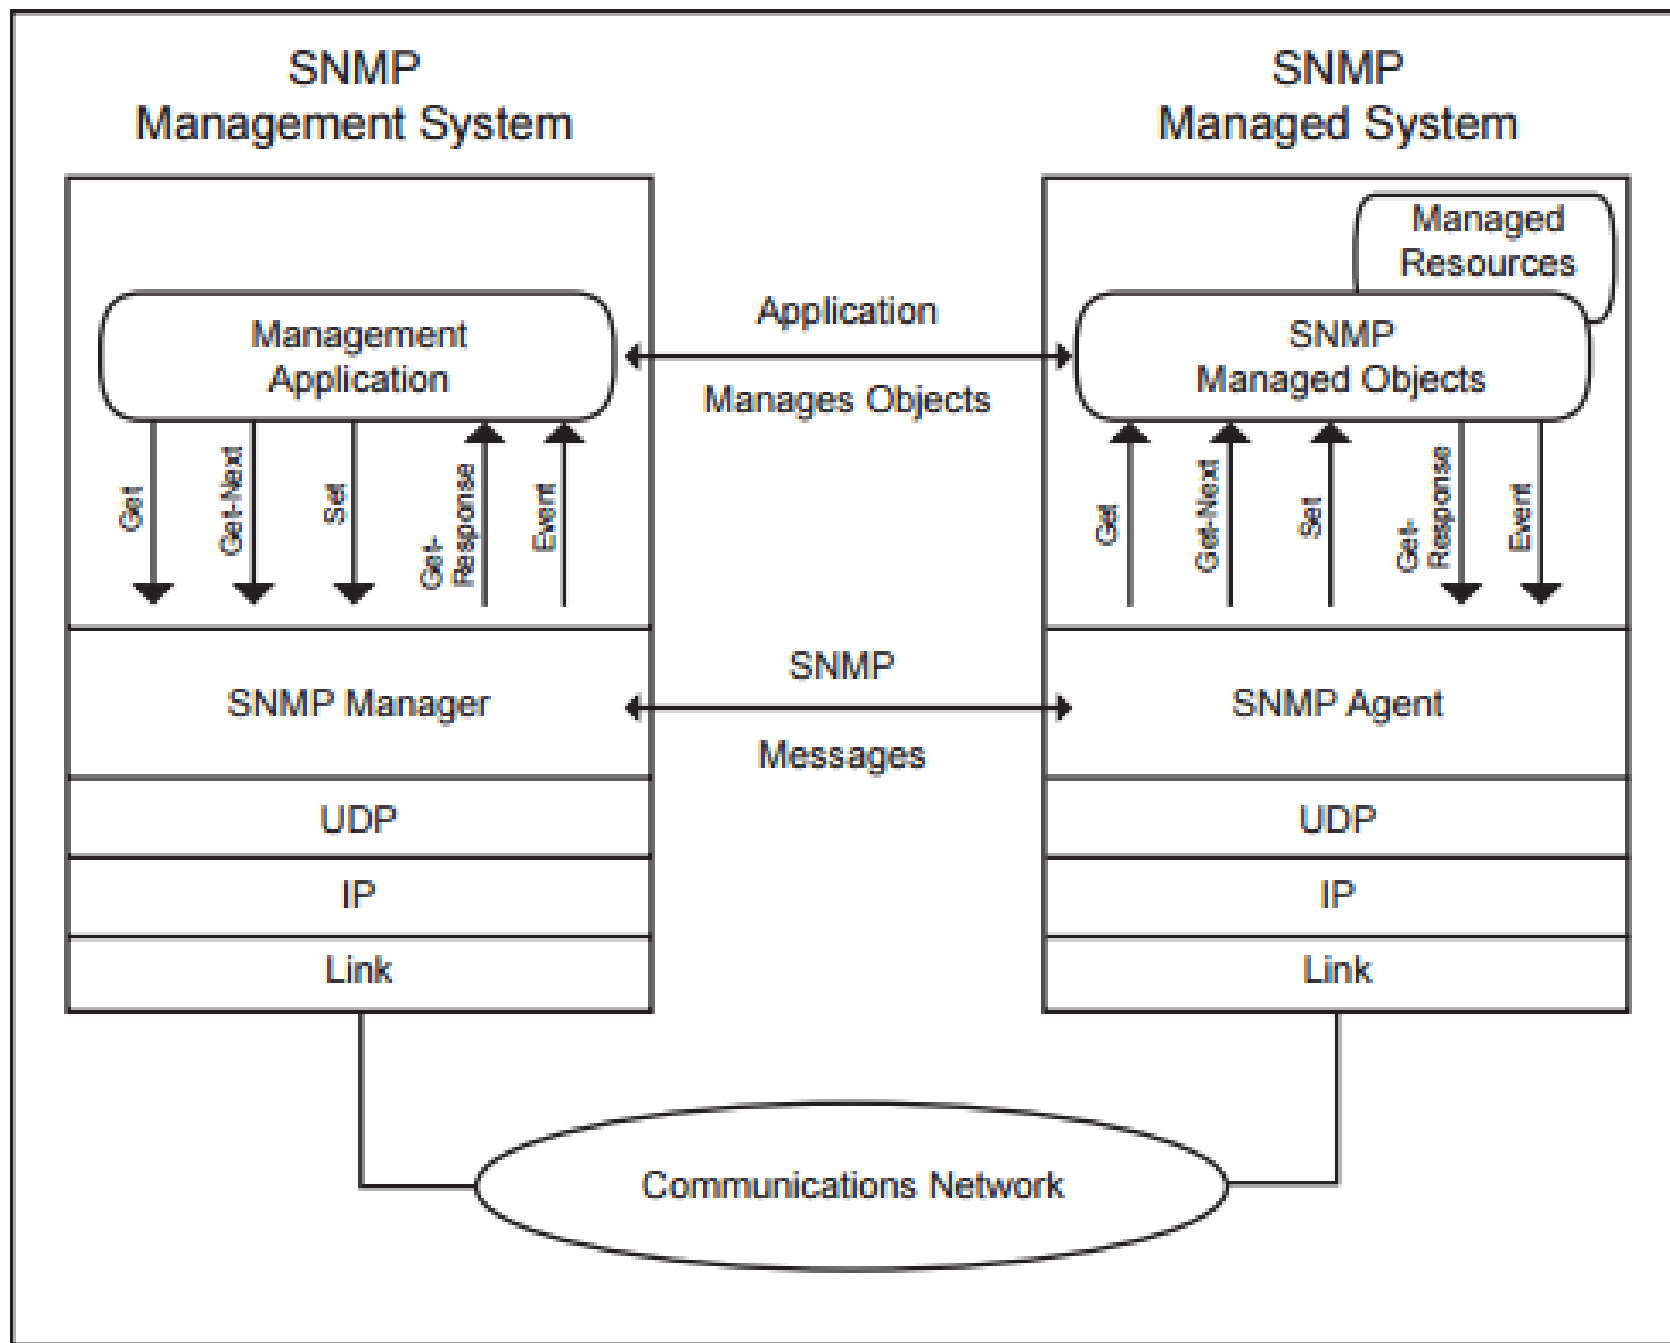 SNMP
Management System
SNMP
Managed System
Managed
Resources
Management
Application
Application
Manages Objects
SNMP
Managed Objects
Get
Get-Next
Set
Get-
Response
Event
Get
Get-Next
Set
Get-
Response
Event
SNMP Manager
SNMP
Messages
SNMP Agent
UDP
UDP
IP
IP
Link
Link
Communications Network